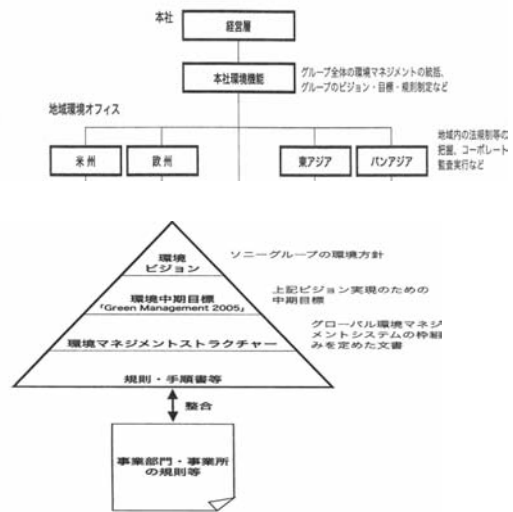 本社
経営層
本社環境機能
グループ全体の環境マネジメントの統括、
グループのビジョン・目標・規則制定など
地域環境オフィス
米州
欧州
東アジア
パンアジア
地域内の法規制等の
把握、コーポレート
監査実行など
環境
ビジョン
ソニーグループの環境方針
環境中期目標
「Green Management 2005」
上記ビジョン実現のための
中期目標
環境マネジメントストラクチャー
グローバル環境マネジ
メントシステムの枠組
みを定めた文書
規則・手順書等
整合
事業部門・事業所
の規則等